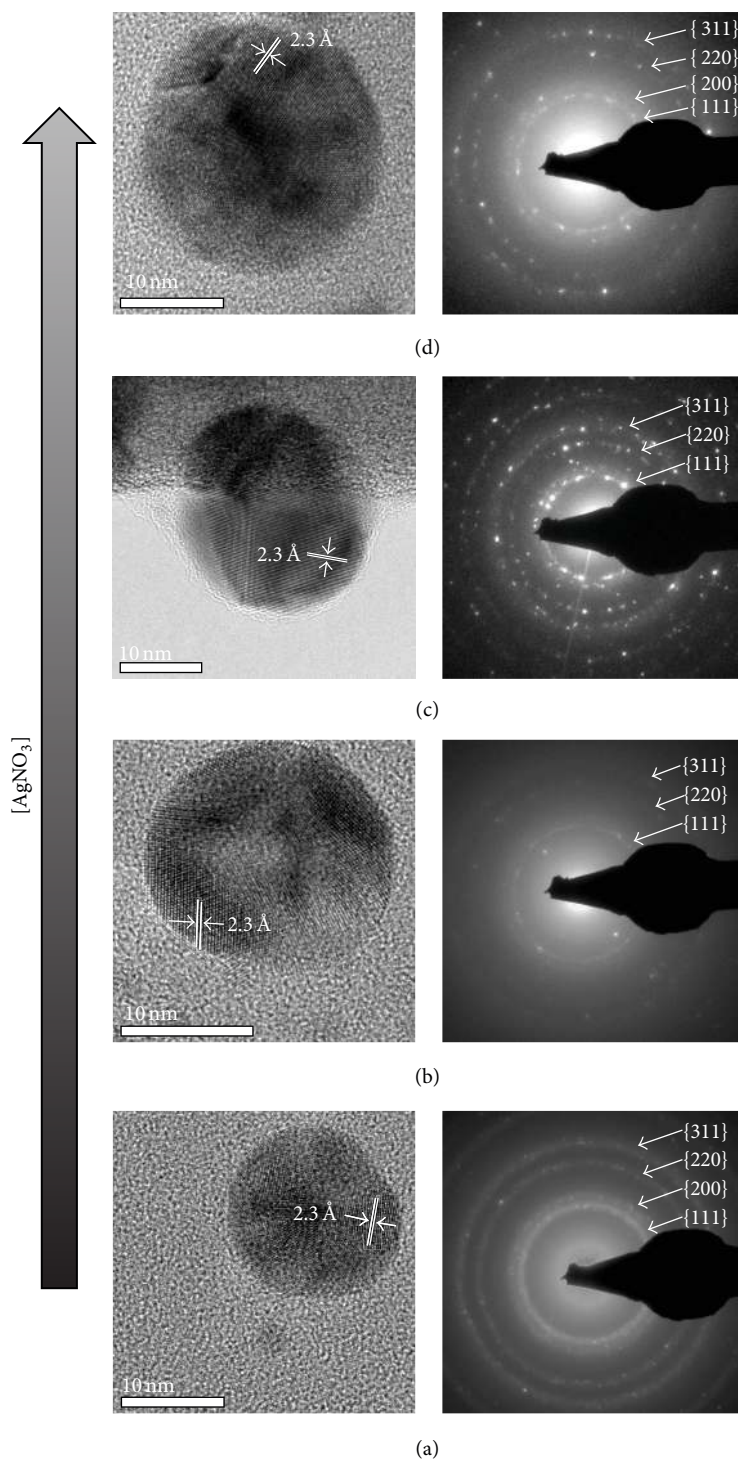 [AgNO3]
2.3 Å
10 nm
{311}
{220}
{200}
{111}
(d)
2.3 Å
10 nm
{311}
{220}
{111}
(c)
2.3 Å
10 nm
{311}
{220}
{111}
(b)
2.3 Å
10 nm
{311}
{220}
{200}
{111}
(a)